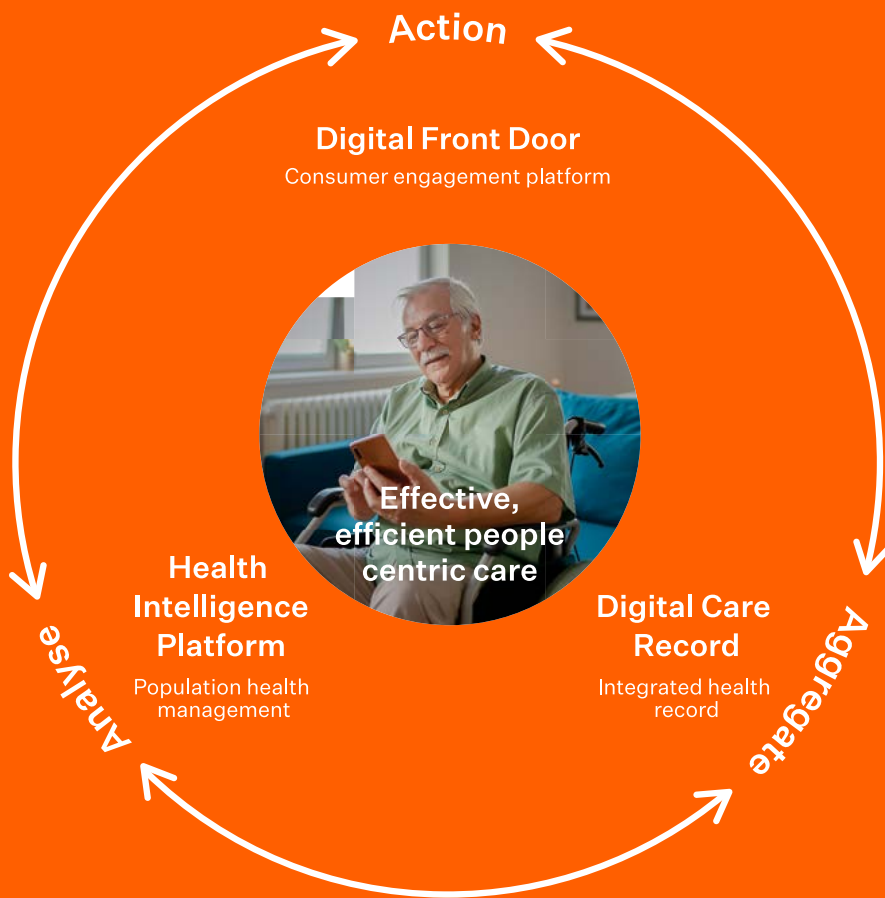 Action
Digital Front Door
Consumer engagement platform
Effective,
efficient people
centric care
Health
Intelligence
Platform
Population health
management
Digital Care
Record
Integrated health
record
Analyse
Aggregate